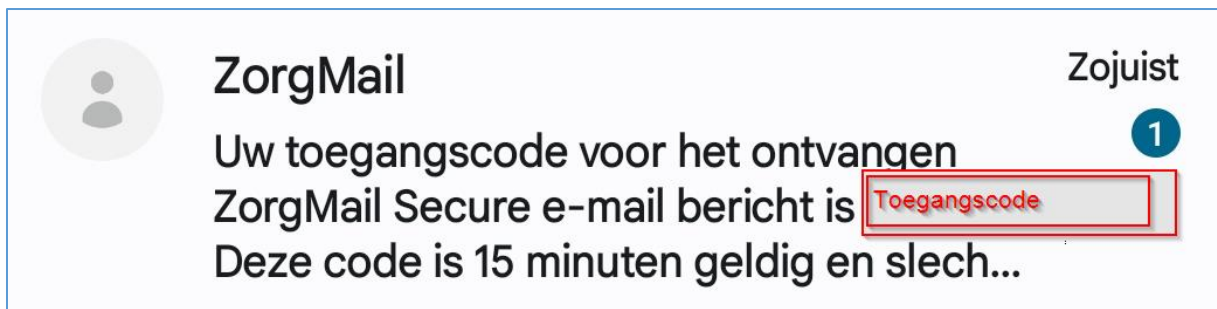 ZorgMail
Zojuist
1
Uw toegangscode voor het ontvangen
ZorgMail Secure e-mail bericht is Toegangscode
Deze code is 15 minuten geldig en slech...